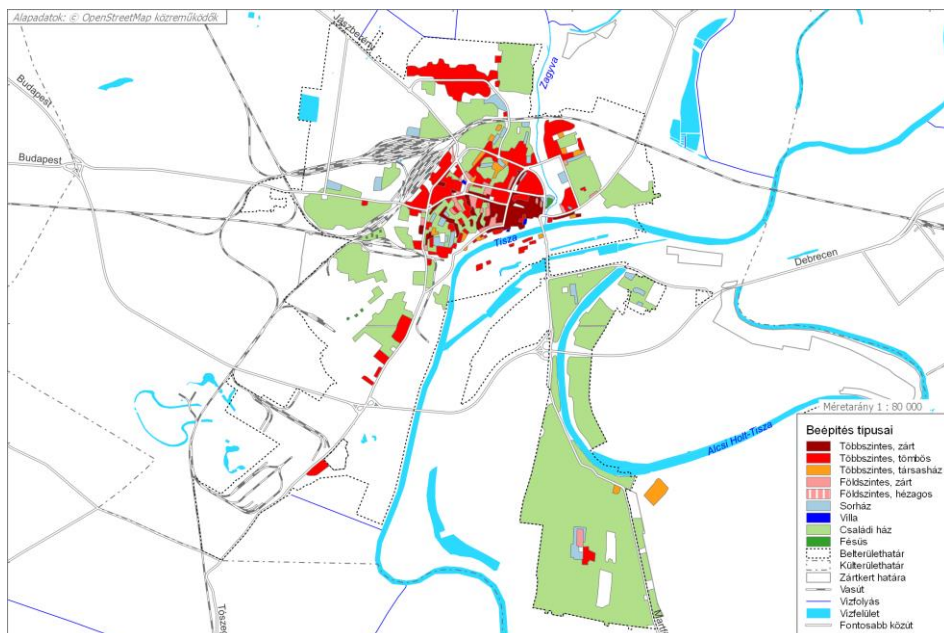 Alapadatok: © OpenStreetMap közreműködők
Jászberény
Zagyva
Budapest
Budapest
Tisza
Debrecen
Méretarány 1 : 80 000
Beépítés típusai
Többszintes, zárt
Többszintes, tömbös
Többszintes, társasház
Földszintes, zárt
Földszintes, hézagos
Sorház
Villa
Családi ház
Fésűs
Belterülethatár
Külterülethatár
Zártkert határa
Vasút
Vízfolyás
Vízfelület
Fontosabb közút
Alcsi Holt-Tisza